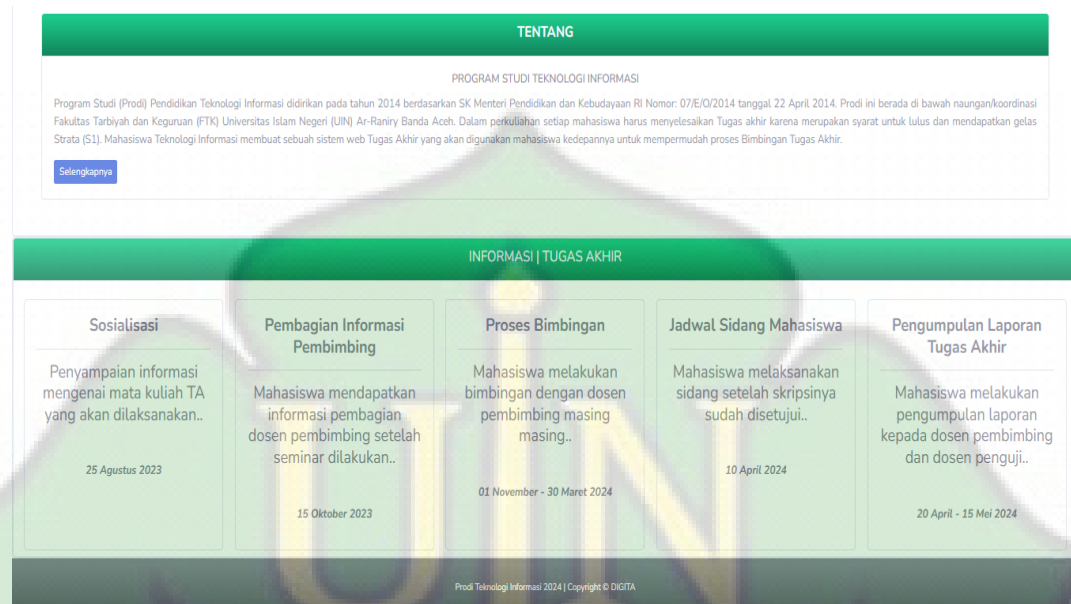 TENTANG
PROGRAM STUDI TEKNOLOGI INFORMASI
Program Studi (Prodi) Pendidikan Teknologi Informasi didirikan pada tahun 2014 berdasarkan SK Menteri Pendidikan dan Kebudayaan RI Nomor: 07/E/O/2014 tanggal 22 April 2014. Prodi ini berada di bawah naungan/koordinasi
Fakultas Tarbiyah dan Keguruan (FTK) Universitas Islam Negeri (UIN) Ar-Raniry Banda Aceh. Dalam perkuliahan setiap mahasiswa harus menyelesaikan Tugas akhir karena merupakan syarat untuk lulus dan mendapatkan gelas
Strata (S1). Mahasiswa Teknologi Informasi membuat sebuah sistem web Tugas Akhir yang akan digunakan mahasiswa kedepannya untuk mempermudah proses Bimbingan Tugas Akhir.
Selengkapnya
INFORMASI | TUGAS AKHIR
Sosialisasi
Penyampaian informasi
mengenai mata kuliah TA
yang akan dilaksanakan..
25 Agustus 2023
Pembagian Informasi
Pembimbing
Mahasiswa mendapatkan
informasi pembagian
dosen pembimbing setelah
seminar dilakukan..
15 Oktober 2023
Proses Bimbingan
Mahasiswa melakukan
bimbingan dengan dosen
pembimbing masing
masing..
01 November - 30 Maret 2024
Jadwal Sidang Mahasiswa
Mahasiswa melaksanakan
sidang setelah skripsinya
sudah disetujui..
10 April 2024
Pengumpulan Laporan
Tugas Akhir
Mahasiswa melakukan
pengumpulan laporan
kepada dosen pembimbing
dan dosen penguji..
20 April - 15 Mei 2024
UIN
Prodi Teknologi Informasi 2024 | Copyright © DIGITA